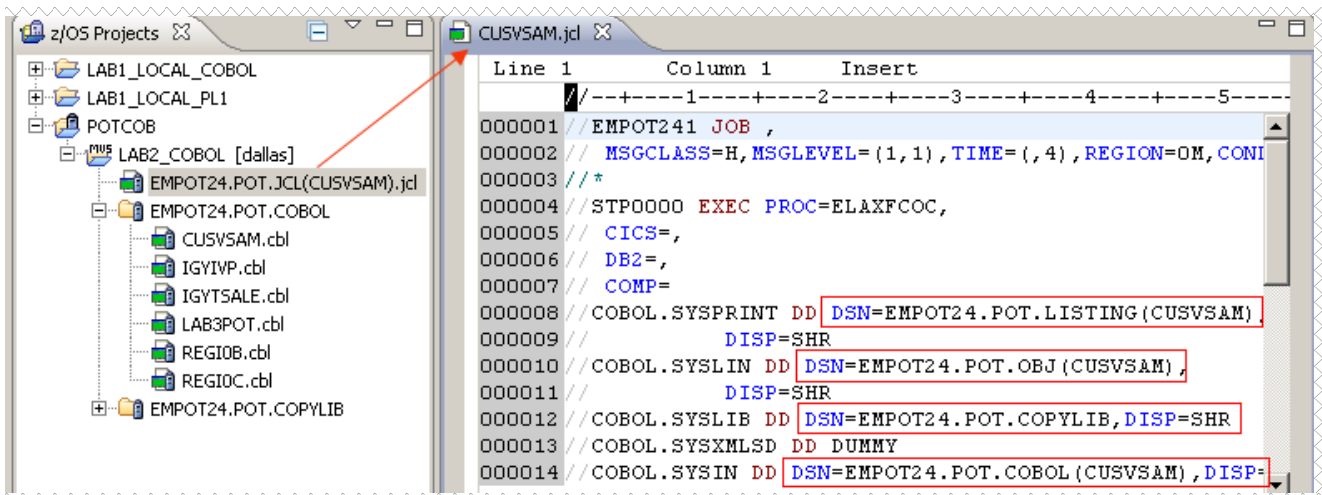 z/OS Projects
LAB1_LOCAL_COBOL
LAB1_LOCAL_PL1
POTCOB
MVS LAB2_COBOL [dallas]
EMPOT24.POT.JCL(CUSVSAM).jcl
EMPOT24.POT.COBOL
CUSVSAM.cbl
IGYIVP.cbl
IGYTSALE.cbl
LAB3POT.cbl
REGI0B.cbl
REGI0C.cbl
EMPOT24.POT.COPYLIB
CUSVSAM.jcl
Line 1 Column 1 Insert
//--+----1----+----2----+----3----+----4----+----5-----
000001 //EMPOT241 JOB ,
000002 // MSGCLASS=H,MSGLEVEL=(1,1),TIME=(,4),REGION=0M,COND
000003 //*
000004 //STP0000 EXEC PROC=ELAXFCOC,
000005 // CICS=,
000006 // DB2=,
000007 // COMP=
000008 //COBOL.SYSPRINT DD DSN=EMPOT24.POT.LISTING(CUSVSAM),
000009 // DISP=SHR
000010 //COBOL.SYSLIN DD DSN=EMPOT24.POT.OBJ(CUSVSAM),
000011 // DISP=SHR
000012 //COBOL.SYSLIB DD DSN=EMPOT24.POT.COPYLIB,DISP=SHR
000013 //COBOL.SYSXMLSD DD DUMMY
000014 //COBOL.SYSIN DD DSN=EMPOT24.POT.COBOL(CUSVSAM),DISP=